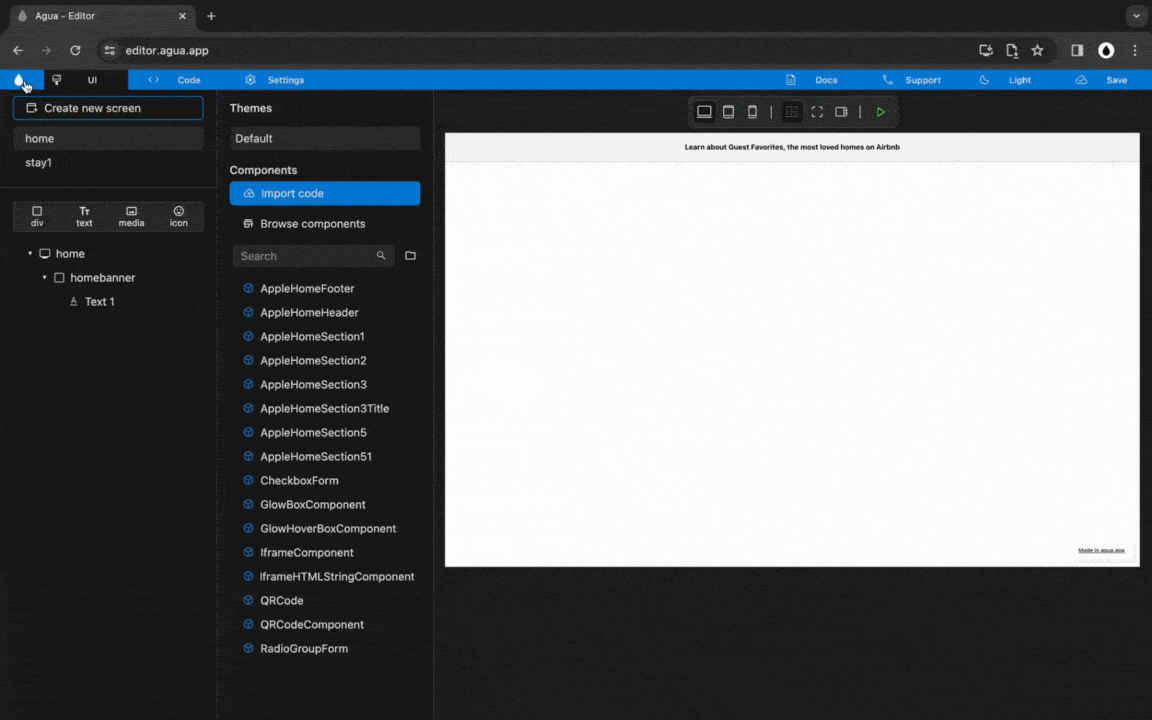 Agua – Editor
editor.agua.app
UI
Code
Settings
Docs
Support
Light
Save
Create new screen
home
stay1
div
text
media
icon
home
homebanner
Text 1
Themes
Default
Components
Import code
Browse components
Search
AppleHomeFooter
AppleHomeHeader
AppleHomeSection1
AppleHomeSection2
AppleHomeSection3
AppleHomeSection3Title
AppleHomeSection5
AppleHomeSection51
CheckboxForm
GlowBoxComponent
GlowHoverBoxComponent
IframeComponent
IframeHTMLStringComponent
QRCode
QRCodeComponent
RadioGroupForm
Learn about Guest Favorites, the most loved homes on Airbnb
Made in agua.app